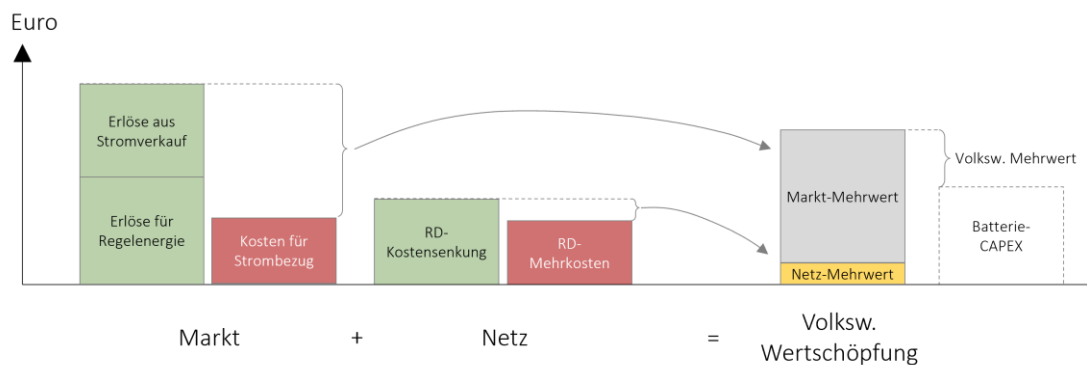 Euro
Erlöse aus
Stromverkauf
Erlöse für
Regelenergie
Kosten für
Strombezug
RD-
Kostensenkung
RD-
Mehrkosten
Markt-Mehrwert
Netz-Mehrwert
Volksw. Mehrwert
Batterie-
CAPEX
Markt
+
Netz
=
Volksw.
Wertschöpfung